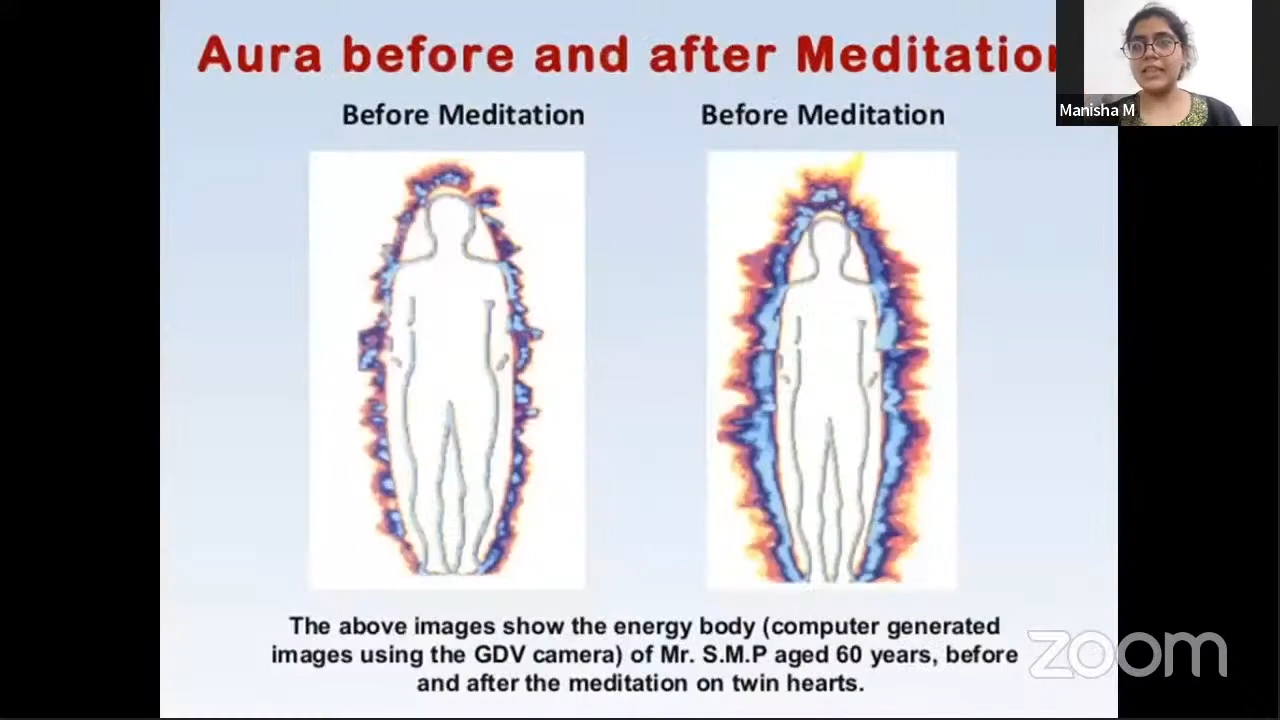 Aura before and after Meditation
Manisha M
Before Meditation
Before Meditation
The above images show the energy body (computer generated
images using the GDV camera) of Mr. S.M.P aged 60 years, before
and after the meditation on twin hearts.
zoom